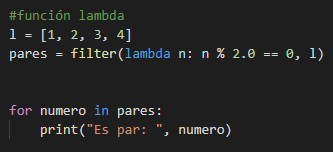 #función lambda
l = [1, 2, 3, 4]
pares = filter(lambda n: n % 2.0 == 0, l)
for numero in pares:
    print("Es par: ", numero)